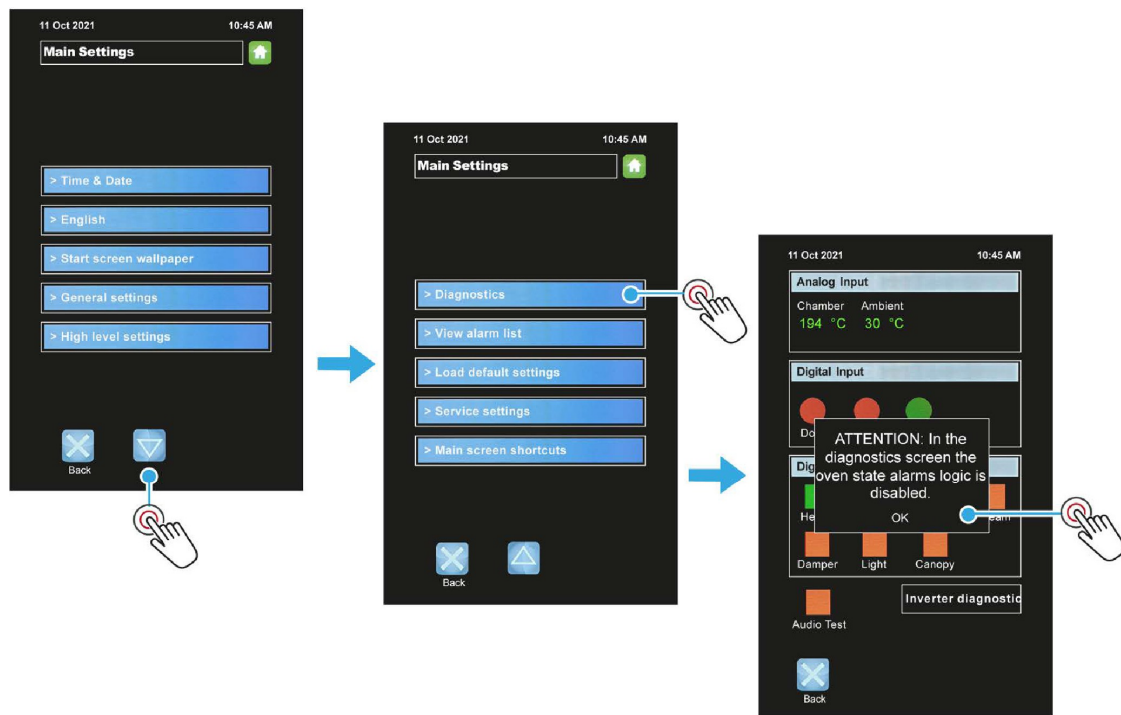 11 Oct 2021 10:45 AM
Main Settings
> Time & Date
> English
> Start screen wallpaper
> General settings
> High level settings
Back
11 Oct 2021 10:45 AM
Main Settings
> Diagnostics
> View alarm list
> Load default settings
> Service settings
> Main screen shortcuts
Back
11 Oct 2021 10:45 AM
Analog Input
Chamber Ambient
194 °C 30 °C
Digital Input
ATTENTION: In the
diagnostics screen the
oven state alarms logic is
disabled.
OK
Damper Light Canopy
Inverter diagnostic
Audio Test
Back